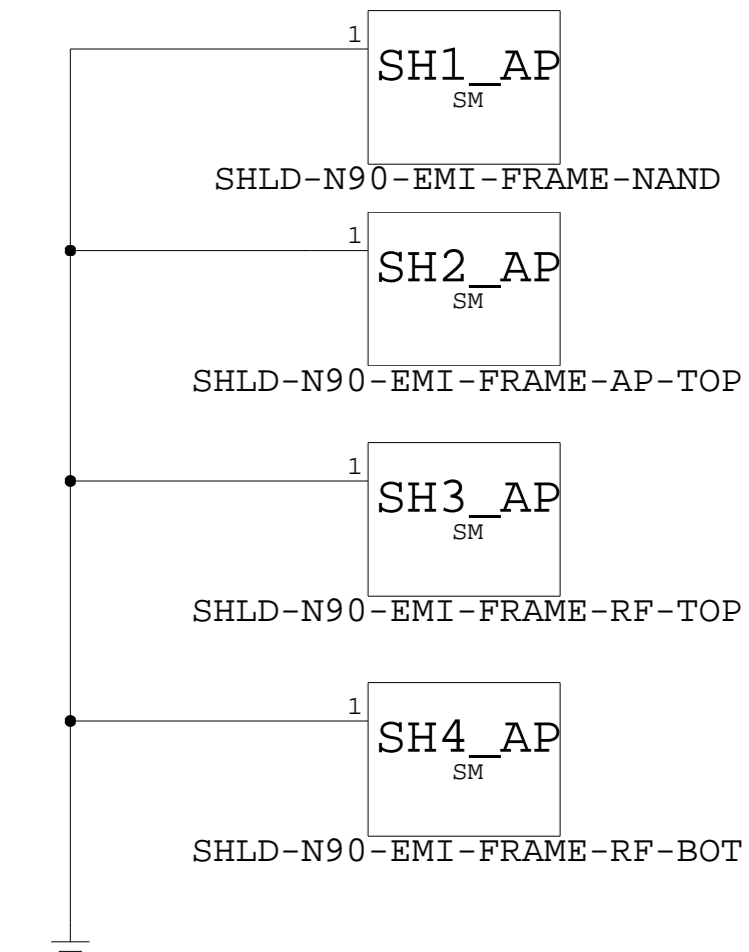 1
SH1_AP
SM
SHLD-N90-EMI-FRAME-NAND
1
SH2_AP
SM
SHLD-N90-EMI-FRAME-AP-TOP
1
SH3_AP
SM
SHLD-N90-EMI-FRAME-RF-TOP
1
SH4_AP
SM
SHLD-N90-EMI-FRAME-RF-BOT